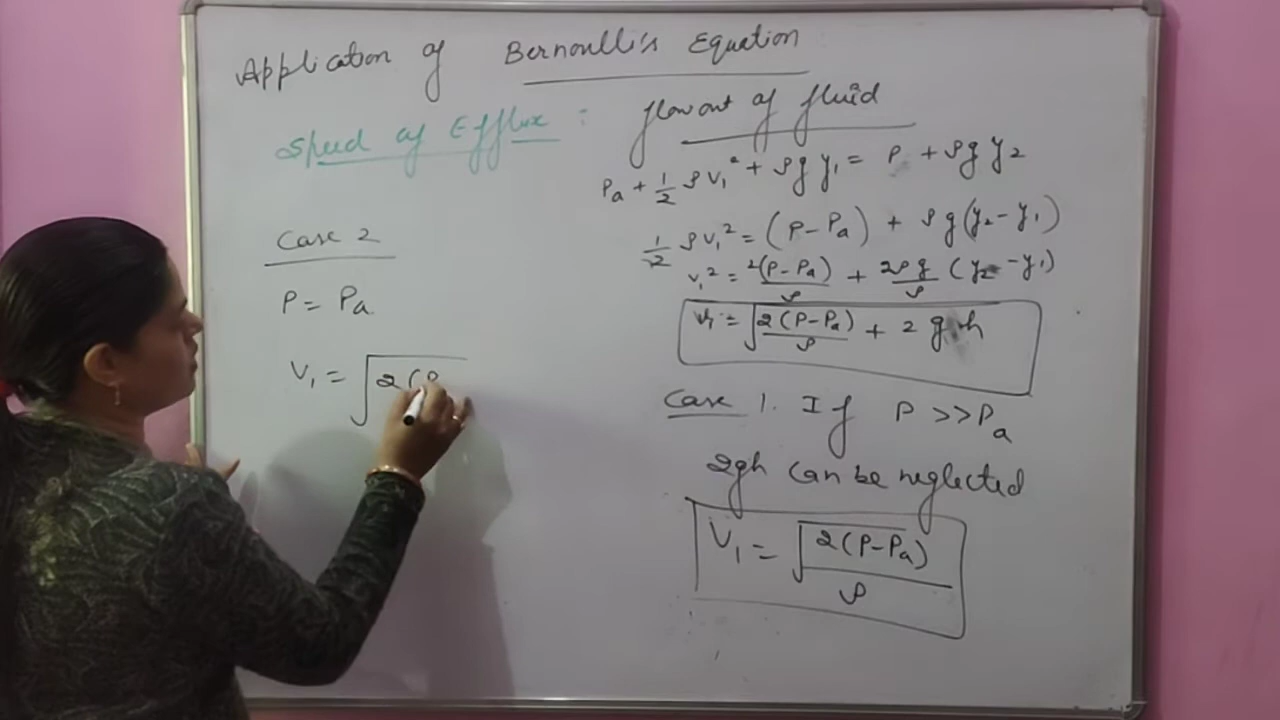 Application of Bernoulli's Equation
Speed of Efflux : flow out of fluid
Pa + 1/2 ρv₁² + ρgy₁ = P + ρgy₂
1/2 ρv₁² = (P-Pa) + ρg(y₂-y₁)
v₁² = 2(P-Pa)/ρ + 2ρg/ρ (y₂-y₁)
v₁ = √(2(P-Pa)/ρ + 2gh)
Case 1. If P >> Pa
2gh can be neglected
V₁ = √(2(P-Pa)/ρ)
Case 2
P = Pa
V₁ = √2(P